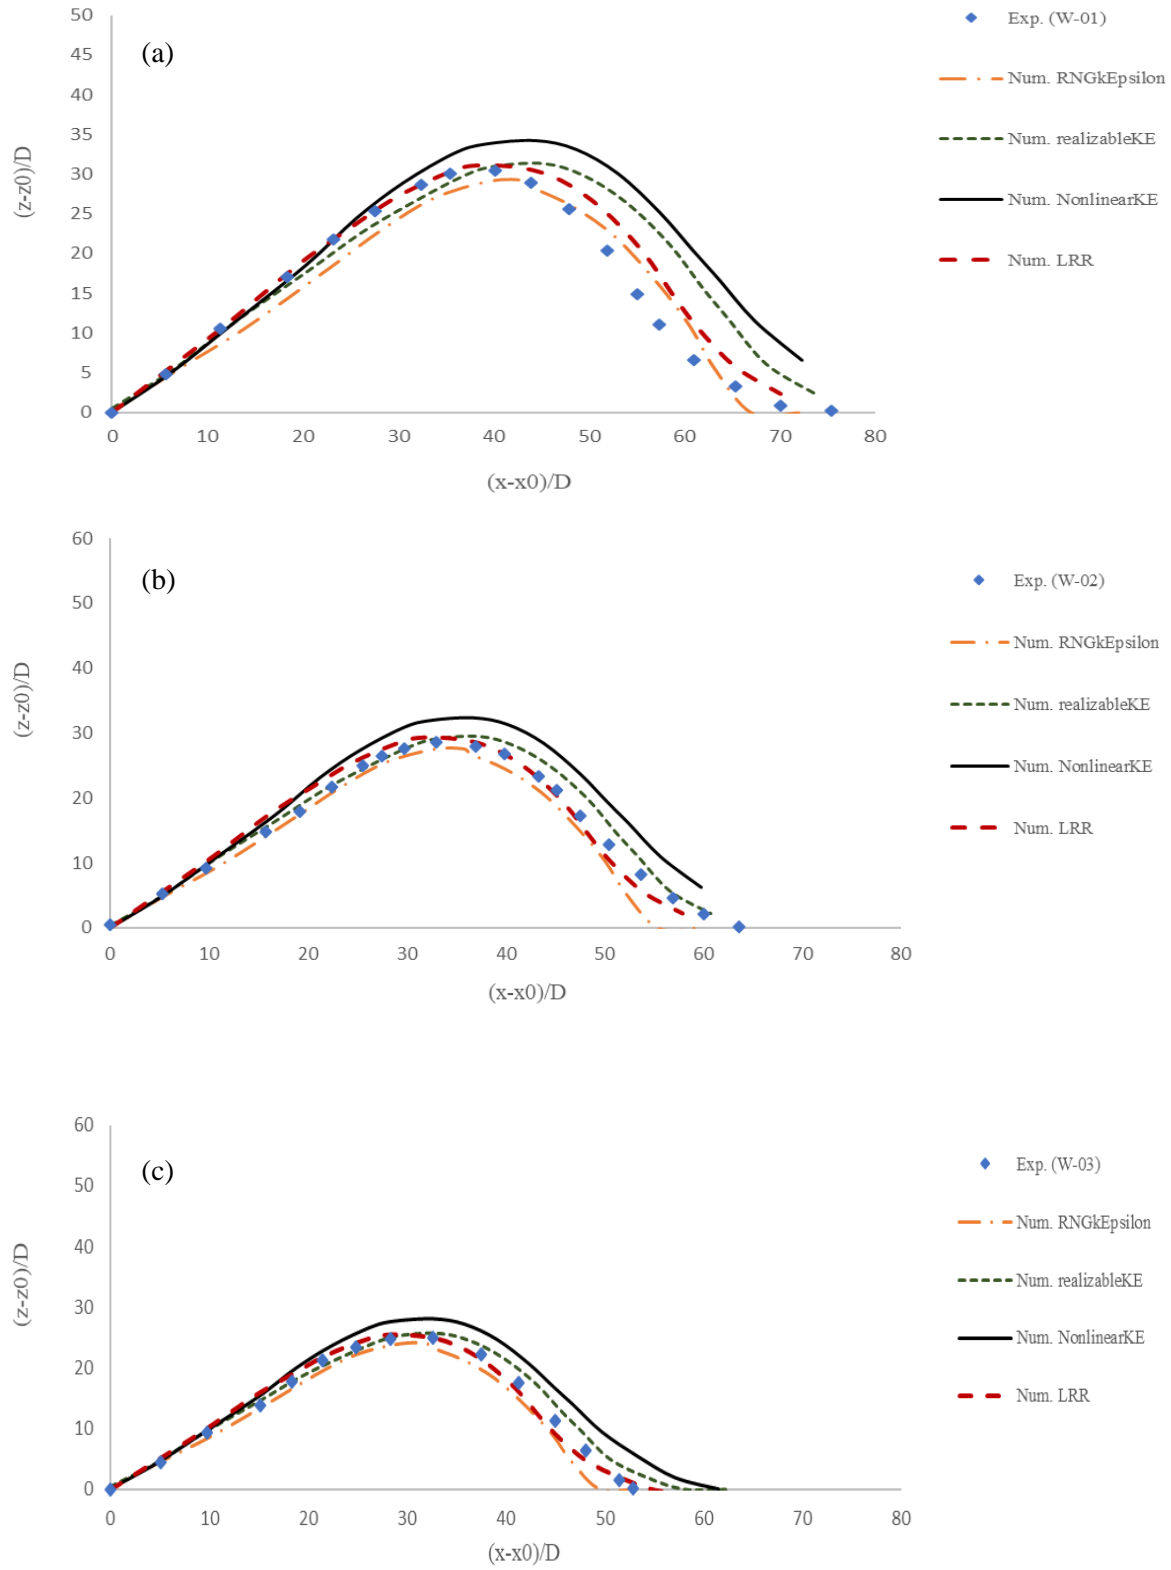 50
45
40
35
30
25
20
15
10
5
0
(z-z0)/D
(a)
0 10 20 30 40 50 60 70 80
(x-x0)/D
Exp. (W-01)
Num. RNGkEpsilon
Num. realizableKE
Num. NonlinearKE
Num. LRR
60
50
40
30
20
10
0
(z-z0)/D
(b)
0 10 20 30 40 50 60 70 80
(x-x0)/D
Exp. (W-02)
Num. RNGkEpsilon
Num. realizableKE
Num. NonlinearKE
Num. LRR
60
50
40
30
20
10
0
(z-z0)/D
(c)
0 10 20 30 40 50 60 70 80
(x-x0)/D
Exp. (W-03)
Num. RNGkEpsilon
Num. realizableKE
Num. NonlinearKE
Num. LRR